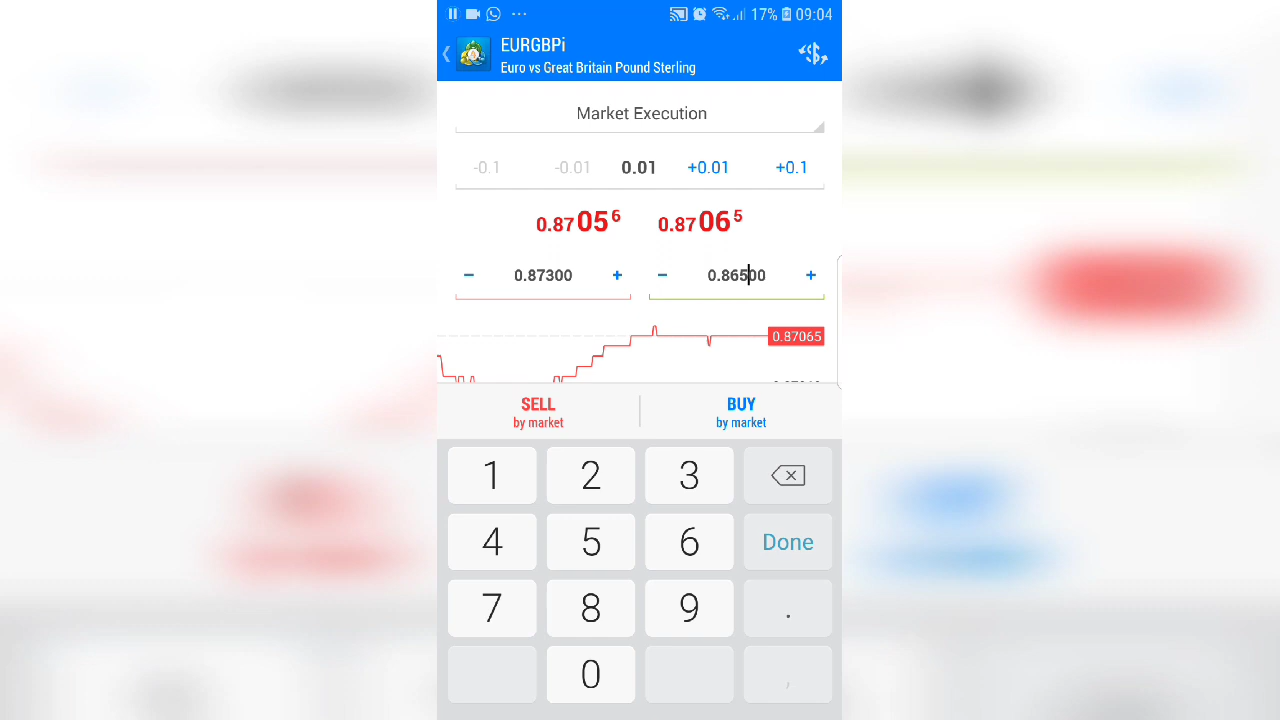 17% 09:04
EURGBPi
Euro vs Great Britain Pound Sterling
Market Execution
-0.1 -0.01 0.01 +0.01 +0.1
0.87056 0.87065
− 0.87300 + − 0.86500 +
0.87065
SELL BUY
by market by market
1 2 3
4 5 6 Done
7 8 9 .
0 ,